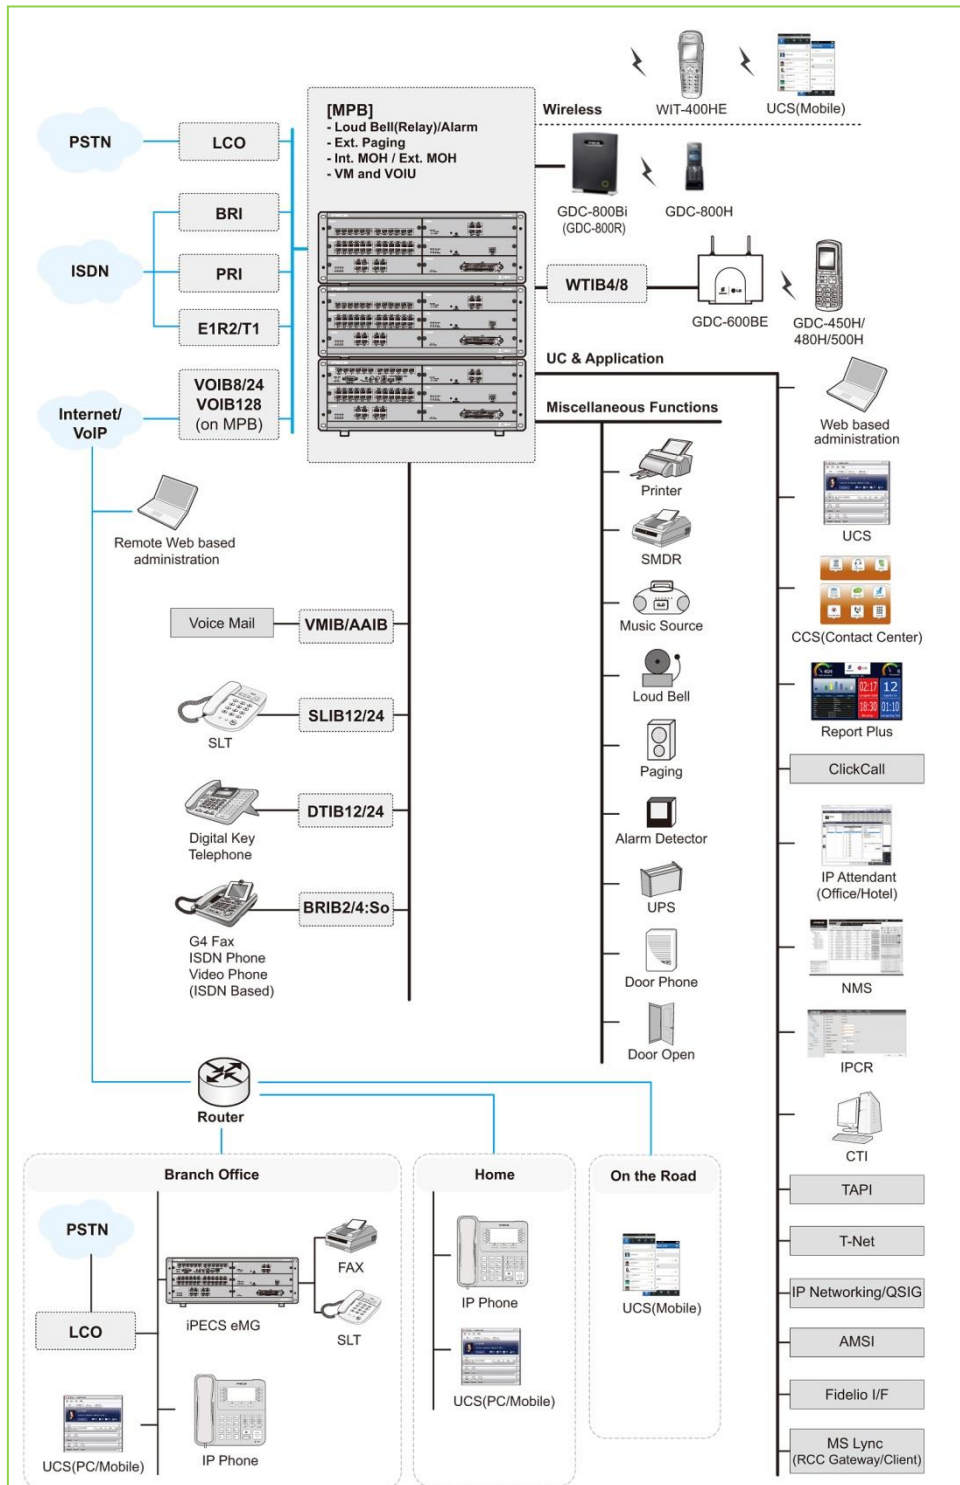 [MPB]
- Loud Bell(Relay)/Alarm
- Ext. Paging
- Int. MOH / Ext. MOH
- VM and VOIU
PSTN
LCO
BRI
ISDN
PRI
E1R2/T1
Internet/
VoIP
VOIB8/24
VOIB128
(on MPB)
Remote Web based
administration
Wireless
WIT-400HE
UCS(Mobile)
GDC-800Bi
(GDC-800R)
GDC-800H
WTIB4/8
GDC-600BE
GDC-450H/
480H/500H
UC & Application
Miscellaneous Functions
Voice Mail
VMIB/AAIB
SLT
SLIB12/24
Digital Key
Telephone
DTIB12/24
BRIB2/4:So
G4 Fax
ISDN Phone
Video Phone
(ISDN Based)
Printer
SMDR
Music Source
Loud Bell
Paging
Alarm Detector
UPS
Door Phone
Door Open
Web based
administration
UCS
CCS(Contact Center)
02:17
12
18:30
01:10
Report Plus
ClickCall
IP Attendant
(Office/Hotel)
NMS
IPCR
CTI
TAPI
T-Net
IP Networking/QSIG
AMSI
Fidelio I/F
MS Lync
(RCC Gateway/Client)
Router
Branch Office
PSTN
LCO
iPECS eMG
FAX
SLT
UCS(PC/Mobile)
IP Phone
Home
IP Phone
UCS(PC/Mobile)
On the Road
UCS(Mobile)